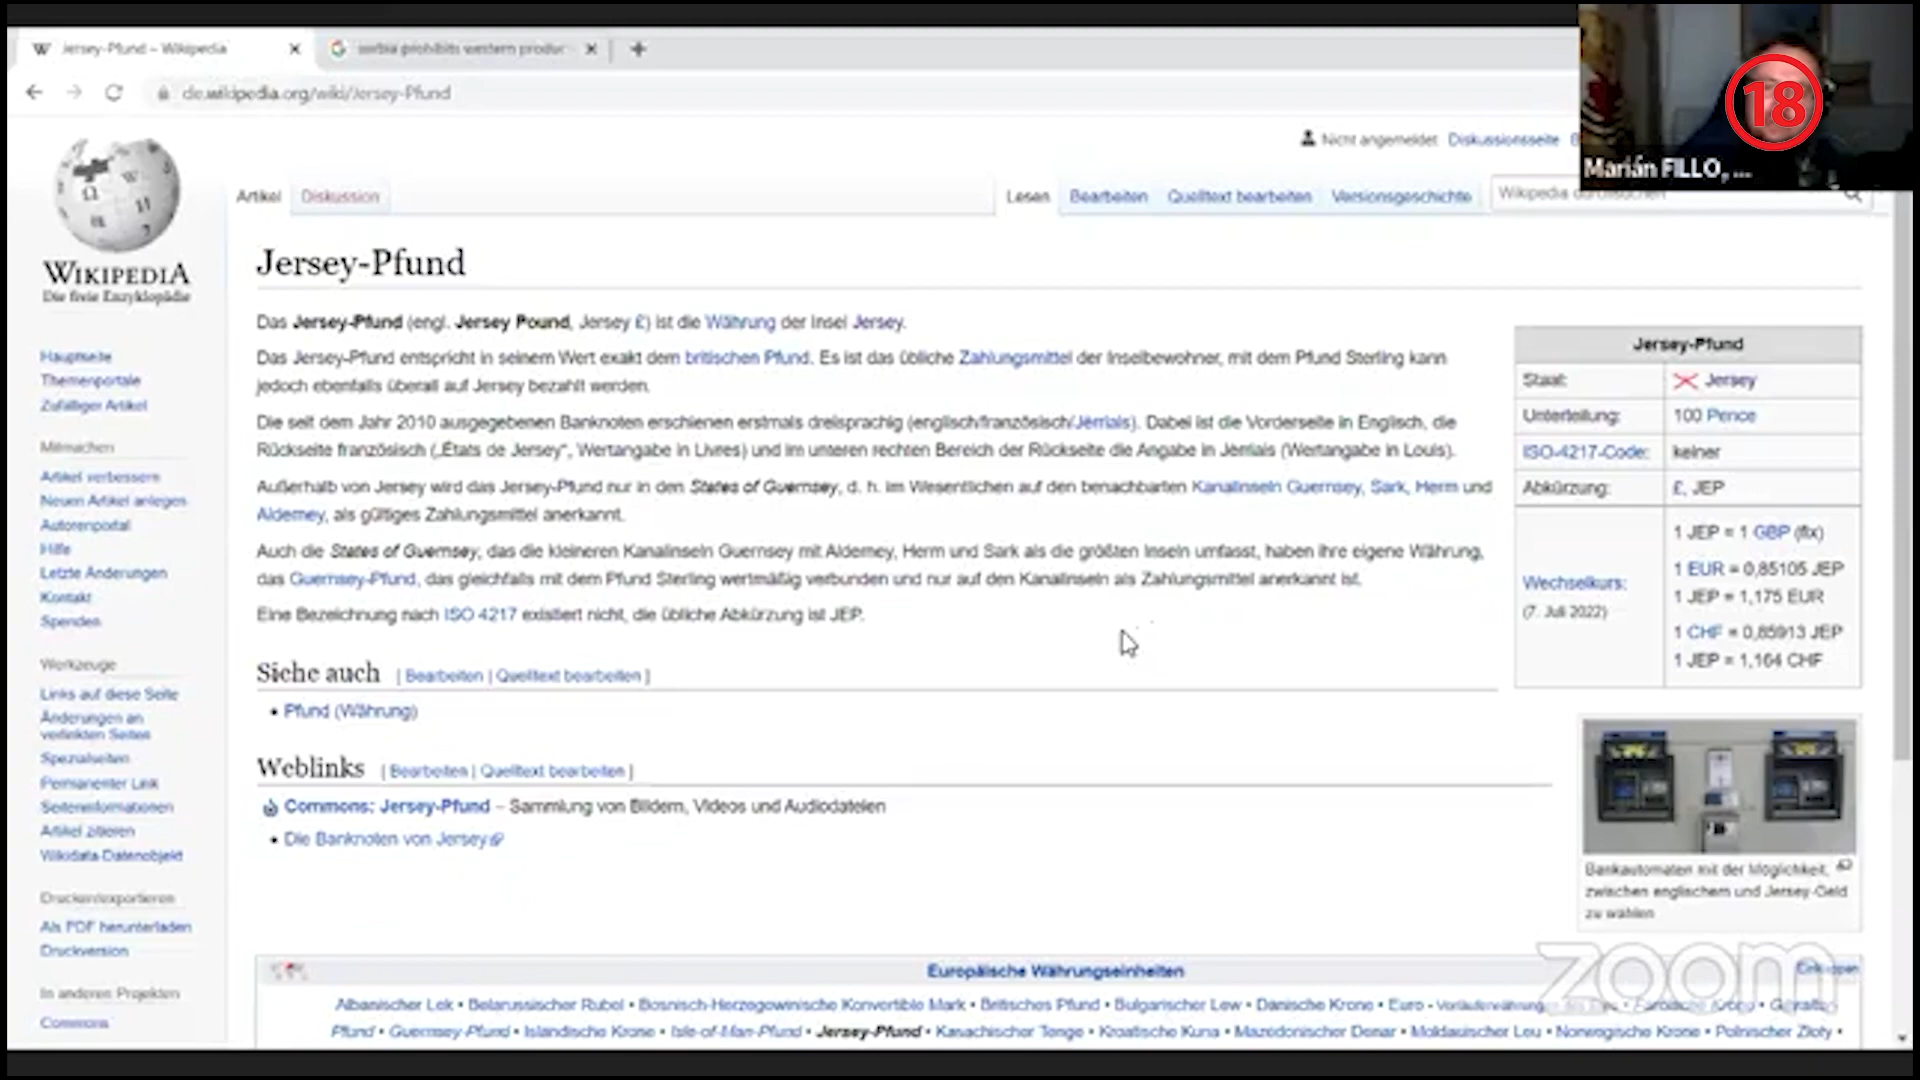 Jersey-Pfund – Wikipedia
serbia prohibits western produc
de.wikipedia.org/wiki/Jersey-Pfund
18
Marián FILLO, ...
Nicht angemeldet Diskussionsseite
Artikel Diskussion Lesen Bearbeiten Quelltext bearbeiten Versionsgeschichte Wikipedia durchsuchen
WIKIPEDIA
Die freie Enzyklopädie
Hauptseite
Themenportale
Zufälliger Artikel
Mitmachen
Artikel verbessern
Neuen Artikel anlegen
Autorenportal
Hilfe
Letzte Änderungen
Kontakt
Spenden
Werkzeuge
Links auf diese Seite
Änderungen an
verlinkten Seiten
Spezialseiten
Permanenter Link
Seiteninformationen
Artikel zitieren
Wikidata-Datenobjekt
Drucken/exportieren
Als PDF herunterladen
Druckversion
In anderen Projekten
Commons
Jersey-Pfund
Das Jersey-Pfund (engl. Jersey Pound, Jersey £) ist die Währung der Insel Jersey.
Das Jersey-Pfund entspricht in seinem Wert exakt dem britischen Pfund. Es ist das übliche Zahlungsmittel der Inselbewohner, mit dem Pfund Sterling kann
jedoch ebenfalls überall auf Jersey bezahlt werden.
Die seit dem Jahr 2010 ausgegebenen Banknoten erschienen erstmals dreisprachig (englisch/französisch/Jèrriais). Dabei ist die Vorderseite in Englisch, die
Rückseite französisch („États de Jersey“, Wertangabe in Livres) und im unteren rechten Bereich der Rückseite die Angabe in Jèrriais (Wertangabe in Louis).
Außerhalb von Jersey wird das Jersey-Pfund nur in den States of Guernsey, d. h. im Wesentlichen auf den benachbarten Kanalinseln Guernsey, Sark, Herm und
Alderney, als gültiges Zahlungsmittel anerkannt.
Auch die States of Guernsey, das die kleineren Kanalinseln Guernsey mit Alderney, Herm und Sark als die größten Inseln umfasst, haben ihre eigene Währung,
das Guernsey-Pfund, das gleichfalls mit dem Pfund Sterling wertmäßig verbunden und nur auf den Kanalinseln als Zahlungsmittel anerkannt ist.
Eine Bezeichnung nach ISO 4217 existiert nicht, die übliche Abkürzung ist JEP.
Siehe auch [ Bearbeiten | Quelltext bearbeiten ]
• Pfund (Währung)
Weblinks [ Bearbeiten | Quelltext bearbeiten ]
Commons: Jersey-Pfund – Sammlung von Bildern, Videos und Audiodateien
• Die Banknoten von Jersey
Jersey-Pfund
Staat: Jersey
Unterteilung: 100 Pence
ISO-4217-Code: keiner
Abkürzung: £, JEP
Wechselkurs:
(7. Juli 2022)
1 JEP = 1 GBP (fix)
1 EUR = 0,85105 JEP
1 JEP = 1,175 EUR
1 CHF = 0,85913 JEP
1 JEP = 1,164 CHF
Bankautomaten mit der Möglichkeit,
zwischen englischem und Jersey-Geld
zu wählen
zoom
Europäische Währungseinheiten Einklappen
Albanischer Lek • Belarussischer Rubel • Bosnisch-Herzegowinische Konvertible Mark • Britisches Pfund • Bulgarischer Lew • Dänische Krone • Euro - Vorläuferwährungen des Euro • Färöische Krone • Gibraltar-
Pfund • Guernsey-Pfund • Isländische Krone • Isle-of-Man-Pfund • Jersey-Pfund • Kasachischer Tenge • Kroatische Kuna • Mazedonischer Denar • Moldauischer Leu • Norwegische Krone • Polnischer Złoty •